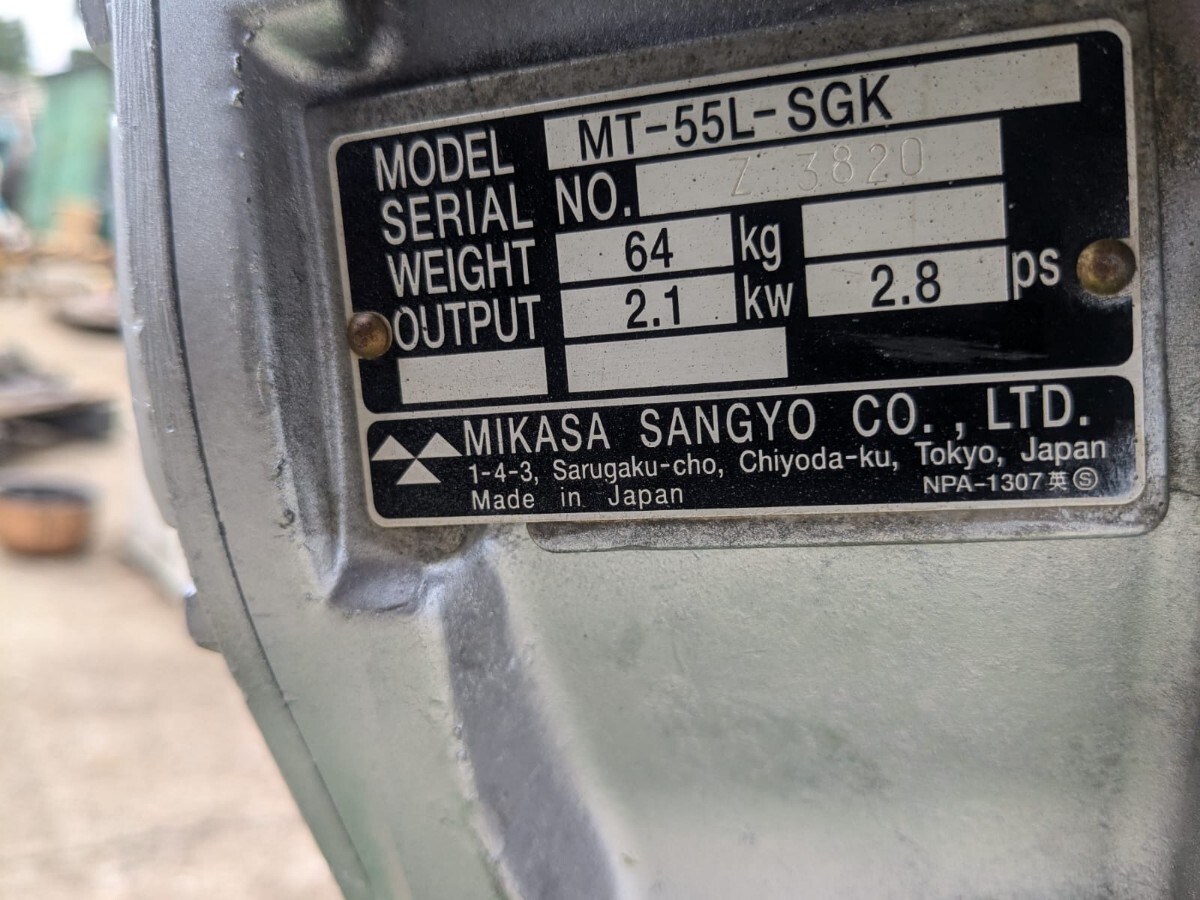 MODEL MT-55L-SGK
SERIAL NO. Z 3820
WEIGHT 64 kg
OUTPUT 2.1 kw 2.8 ps
MIKASA SANGYO CO., LTD.
1-4-3, Sarugaku-cho, Chiyoda-ku, Tokyo, Japan
Made in Japan NPA-1307 英 Ⓢ